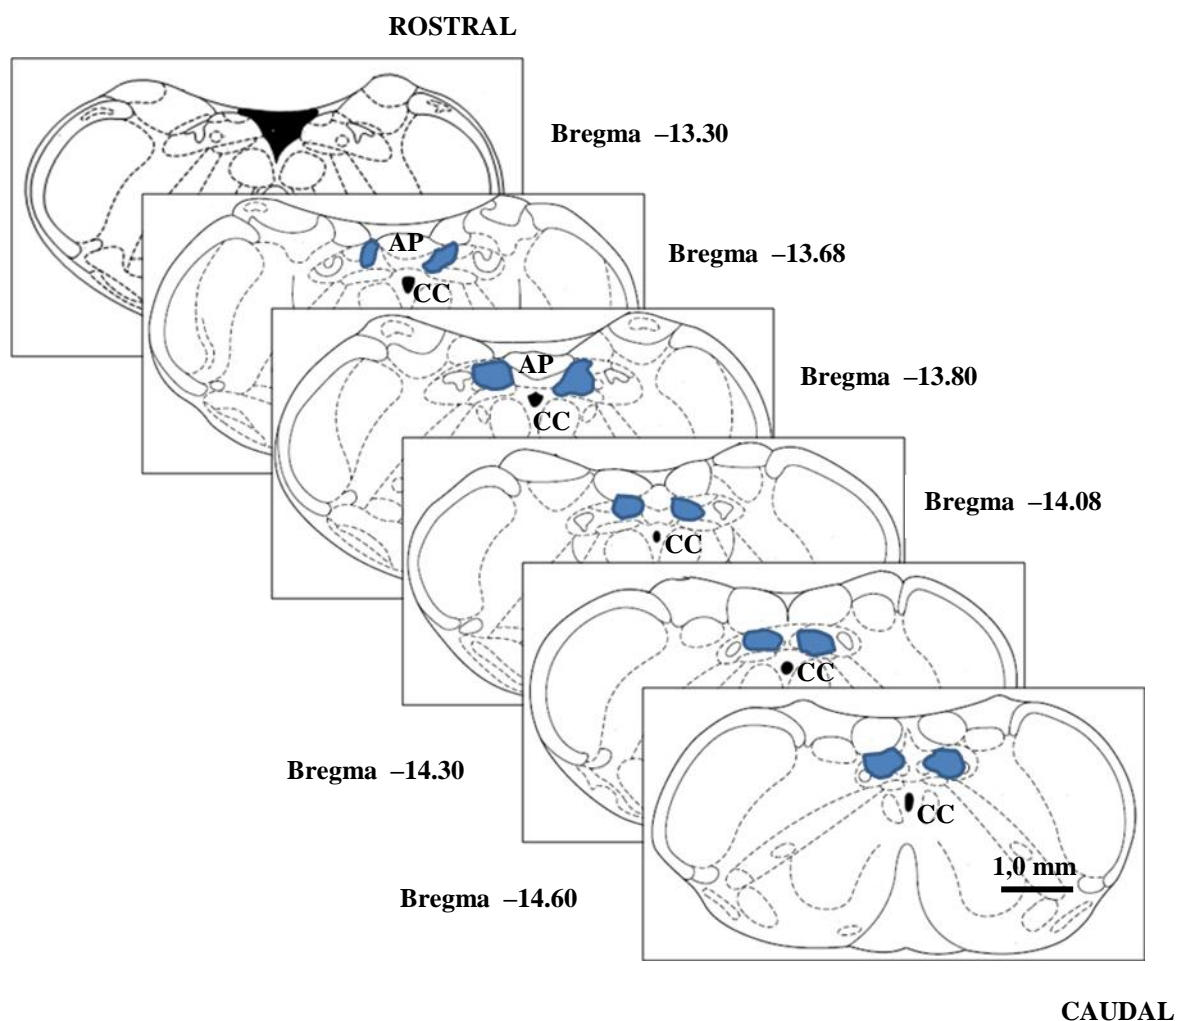 ROSTRAL
Bregma –13.30
AP
Bregma –13.68
CC
AP
Bregma –13.80
CC
Bregma –14.08
CC
CC
Bregma –14.30
CC
1,0 mm
Bregma –14.60
CAUDAL